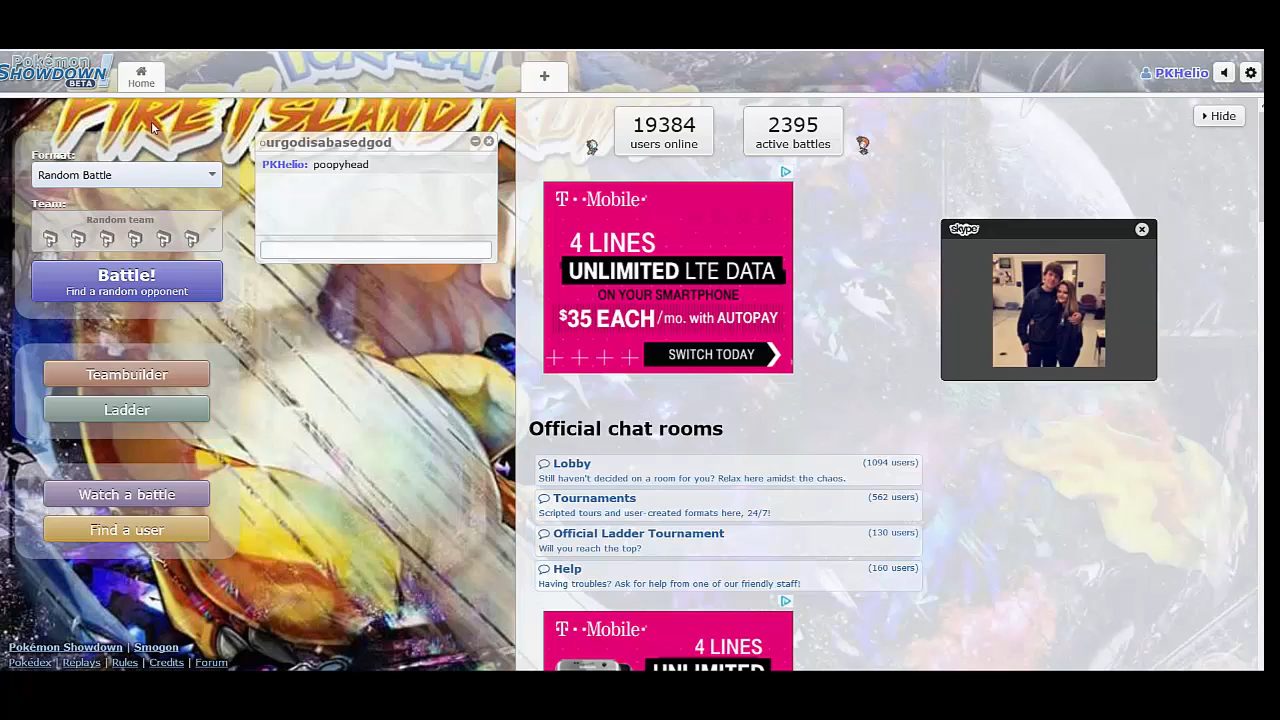 Pokémon
SHOWDOWN!
BETA
Home
+
PKHelio
FIRE ISLAND
Format:
Random Battle
Team:
Random team
Battle!
Find a random opponent
Teambuilder
Ladder
Watch a battle
Find a user
Pokémon Showdown | Smogon
Pokédex | Replays | Rules | Credits | Forum
ourgodisabasedgod
PKHelio: poopyhead
19384
users online
2395
active battles
Hide
T··Mobile·
4 LINES
UNLIMITED LTE DATA
ON YOUR SMARTPHONE
$35 EACH/mo. with AUTOPAY
SWITCH TODAY
skype
Official chat rooms
Lobby (1094 users)
Still haven't decided on a room for you? Relax here amidst the chaos.
Tournaments (562 users)
Scripted tours and user-created formats here, 24/7!
Official Ladder Tournament (130 users)
Will you reach the top?
Help (160 users)
Having troubles? Ask for help from one of our friendly staff!
T··Mobile·
4 LINES
UNLIMITED